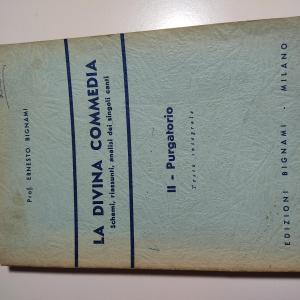 Prof. ERNESTO BIGNAMI
LA DIVINA COMMEDIA
Schemi, riassunti, analisi dei singoli canti
II - Purgatorio
Testo integrale
EDIZIONI BIGNAMI - MILANO